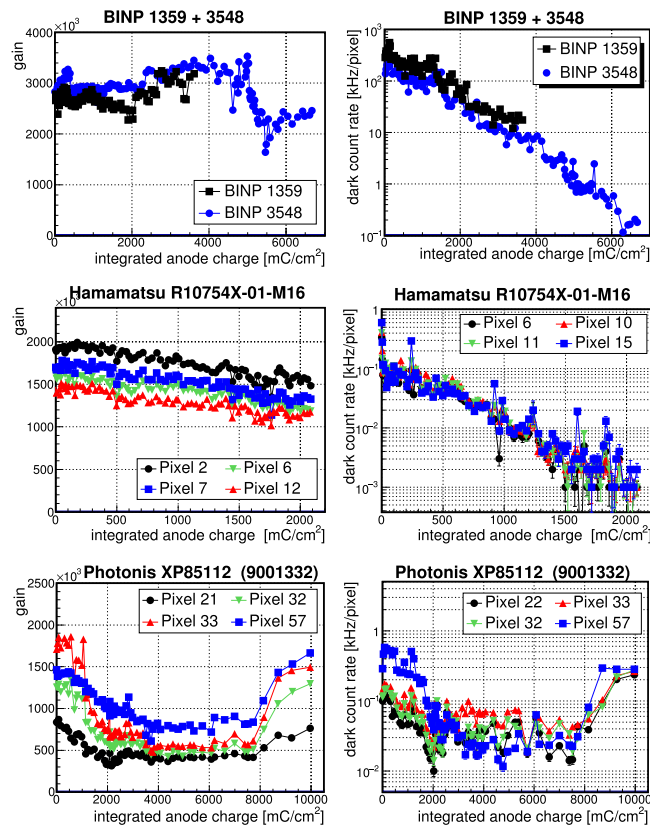 BINP 1359 + 3548
×10³
gain
4000
3000
2000
1000
0
0 2000 4000 6000
integrated anode charge [mC/cm²]
BINP 1359
BINP 3548
BINP 1359 + 3548
dark count rate [kHz/pixel]
10³
10²
10
1
10⁻¹
0 2000 4000 6000
integrated anode charge [mC/cm²]
BINP 1359
BINP 3548
Hamamatsu R10754X-01-M16
×10³
gain
2000
1500
1000
500
0
0 500 1000 1500 2000
integrated anode charge [mC/cm²]
Pixel 2 Pixel 6
Pixel 7 Pixel 12
Hamamatsu R10754X-01-M16
dark count rate [kHz/pixel]
1
10⁻¹
10⁻²
10⁻³
0 500 1000 1500 2000
integrated anode charge [mC/cm²]
Pixel 6 Pixel 10
Pixel 11 Pixel 15
Photonis XP85112 (9001332)
×10³
gain
2500
2000
1500
1000
500
0
0 2000 4000 6000 8000 10000
integrated anode charge [mC/cm²]
Pixel 21 Pixel 32
Pixel 33 Pixel 57
Photonis XP85112 (9001332)
dark count rate [kHz/pixel]
1
10⁻¹
10⁻²
0 2000 4000 6000 8000 10000
integrated anode charge [mC/cm²]
Pixel 22 Pixel 33
Pixel 32 Pixel 57